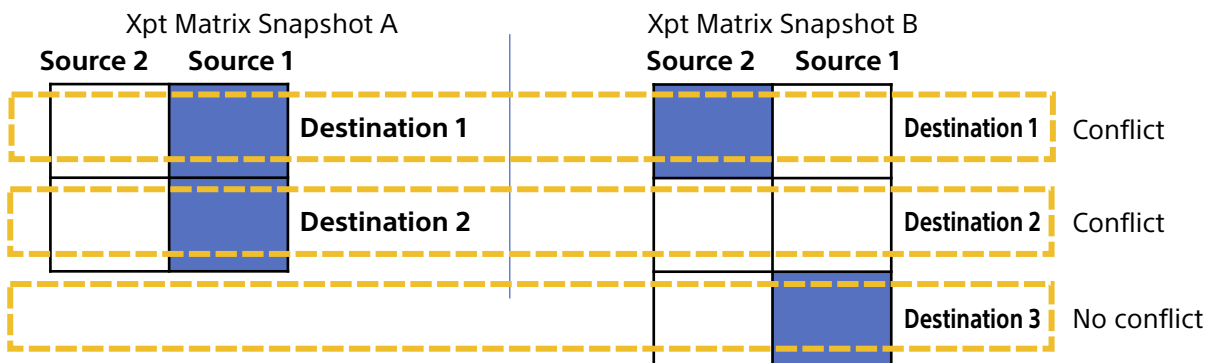 Xpt Matrix Snapshot A Xpt Matrix Snapshot B
Source 2 Source 1 Source 2 Source 1
Destination 1 Destination 1 Conflict
Destination 2 Destination 2 Conflict
Destination 3 No conflict